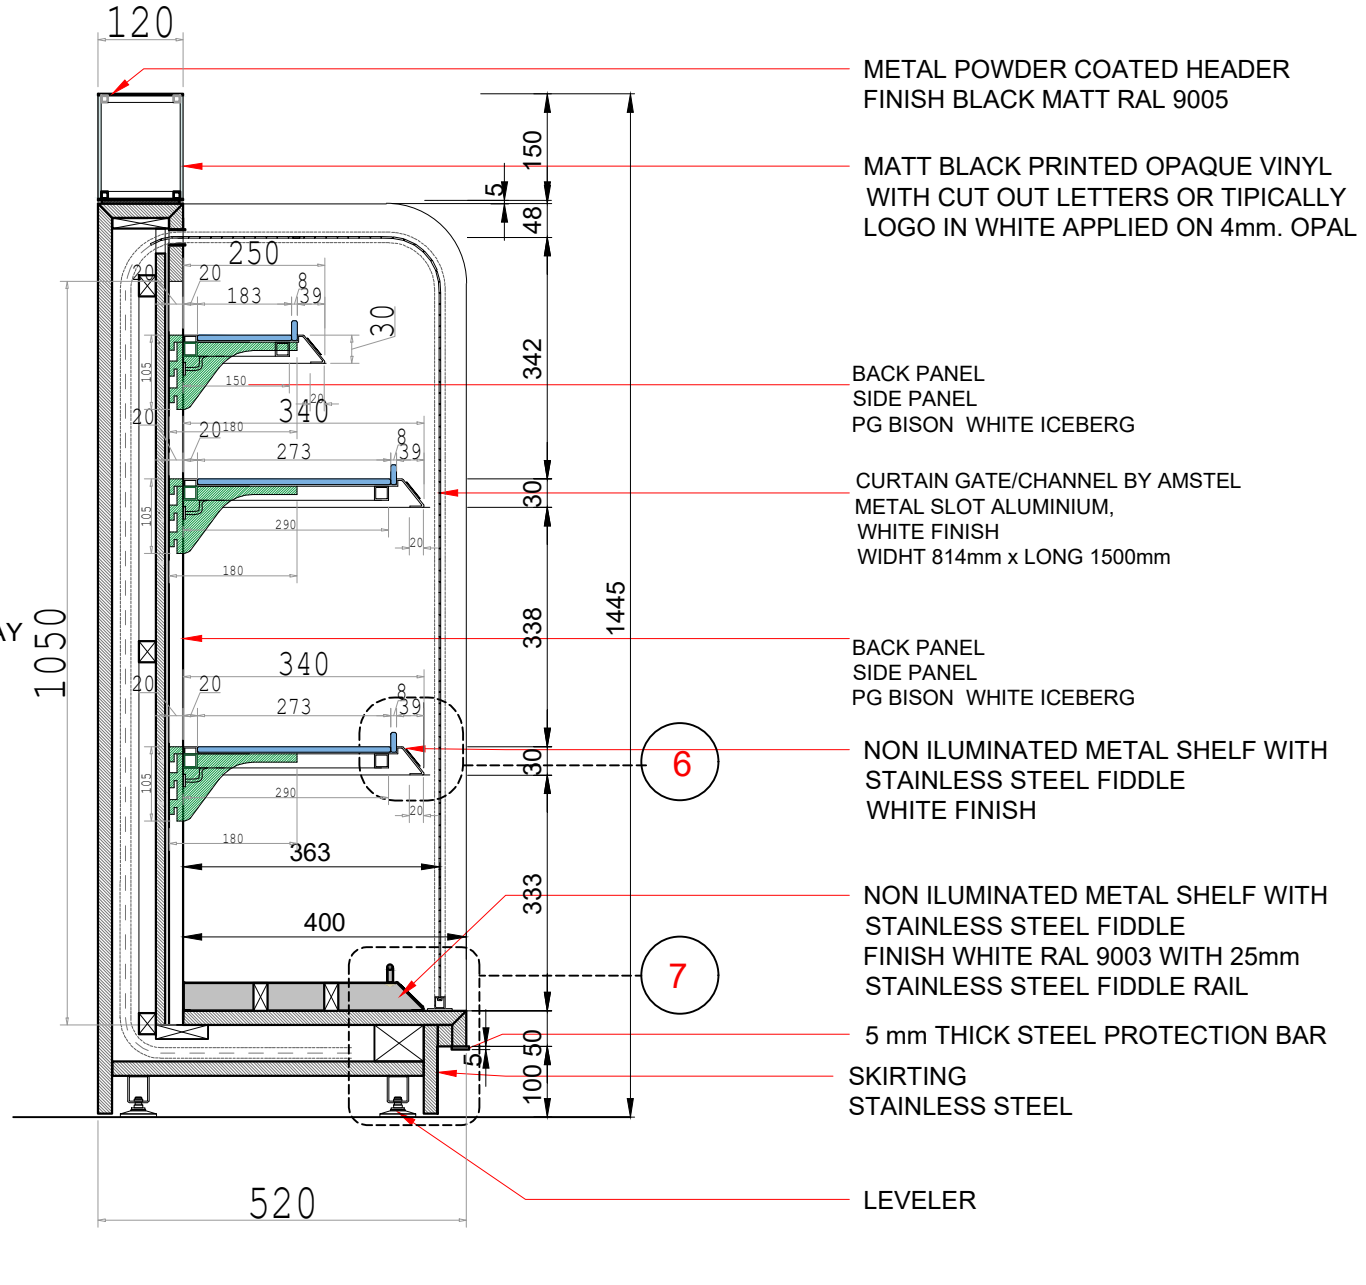 120
METAL POWDER COATED HEADER
FINISH BLACK MATT RAL 9005
150
MATT BLACK PRINTED OPAQUE VINYL
WITH CUT OUT LETTERS OR TIPICALLY
LOGO IN WHITE APPLIED ON 4mm. OPAL
5
48
250
20
20
183
8
39
30
342
105
150
20
BACK PANEL
SIDE PANEL
PG BISON WHITE ICEBERG
340
20
20
180
273
8
39
CURTAIN GATE/CHANNEL BY AMSTEL
METAL SLOT ALUMINIUM,
WHITE FINISH
WIDHT 814mm x LONG 1500mm
30
105
290
20
180
1445
338
AY
1050
BACK PANEL
SIDE PANEL
PG BISON WHITE ICEBERG
340
20
20
273
8
39
6
NON ILUMINATED METAL SHELF WITH
STAINLESS STEEL FIDDLE
WHITE FINISH
30
105
290
20
180
363
333
NON ILUMINATED METAL SHELF WITH
STAINLESS STEEL FIDDLE
FINISH WHITE RAL 9003 WITH 25mm
STAINLESS STEEL FIDDLE RAIL
400
7
5 mm THICK STEEL PROTECTION BAR
50
5
100
SKIRTING
STAINLESS STEEL
520
LEVELER